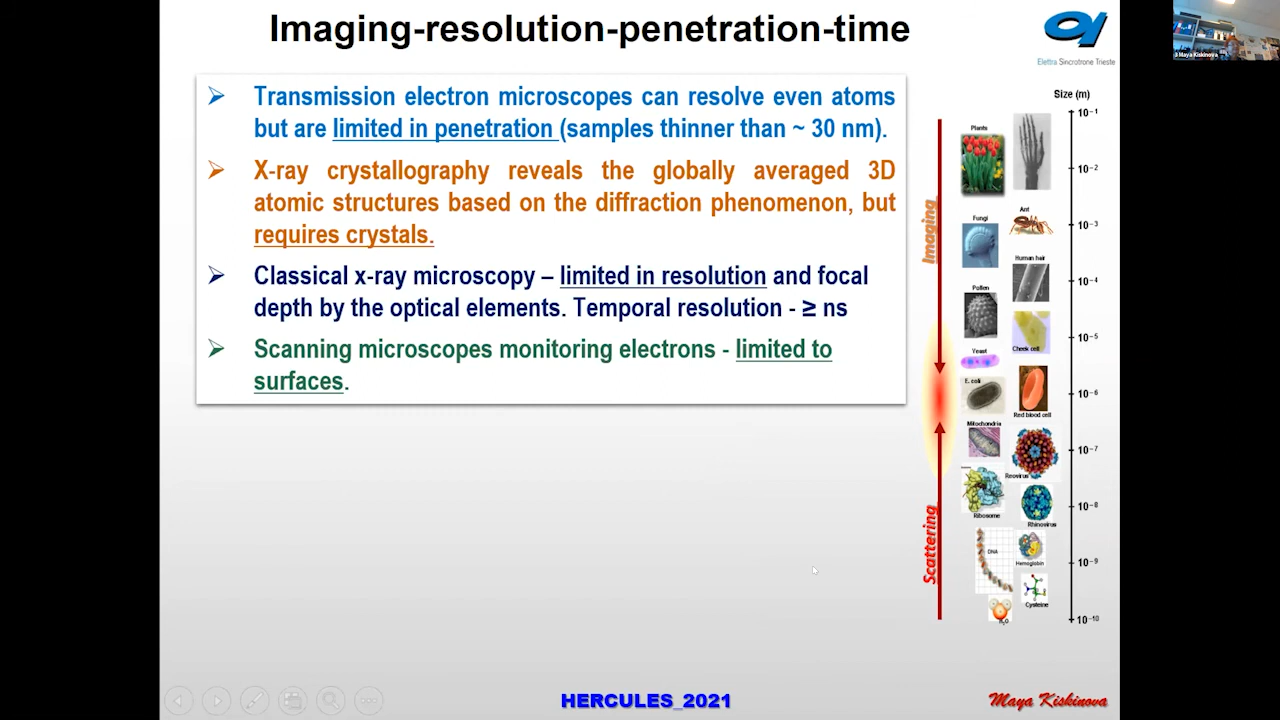 Imaging-resolution-penetration-time
Elettra Sincrotrone Trieste
Maya Kiskinova
➢ Transmission electron microscopes can resolve even atoms
but are limited in penetration (samples thinner than ~ 30 nm).
➢ X-ray crystallography reveals the globally averaged 3D
atomic structures based on the diffraction phenomenon, but
requires crystals.
➢ Classical x-ray microscopy – limited in resolution and focal
depth by the optical elements. Temporal resolution - ≥ ns
➢ Scanning microscopes monitoring electrons - limited to
surfaces.
Imaging
Scattering
Size (m)
10⁻¹
Plants
10⁻²
Fungi
Ant
10⁻³
Human hair
10⁻⁴
Pollen
10⁻⁵
Cheek cell
Yeast
E. coli
10⁻⁶
Red blood cell
Mitochondria
10⁻⁷
Reovirus
10⁻⁸
Ribosome
Rhinovirus
DNA
Hemoglobin
10⁻⁹
Cysteine
H₂O
10⁻¹⁰
HERCULES_2021
Maya Kiskinova